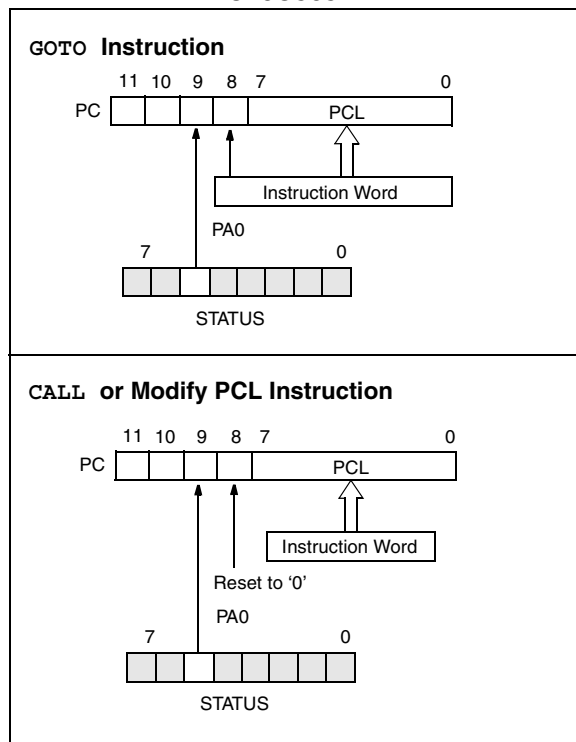 GOTO Instruction
11 10 9 8 7 0
PC PCL
Instruction Word
PA0
7 0
STATUS
CALL or Modify PCL Instruction
11 10 9 8 7 0
PC PCL
Instruction Word
Reset to ‘0’
PA0
7 0
STATUS